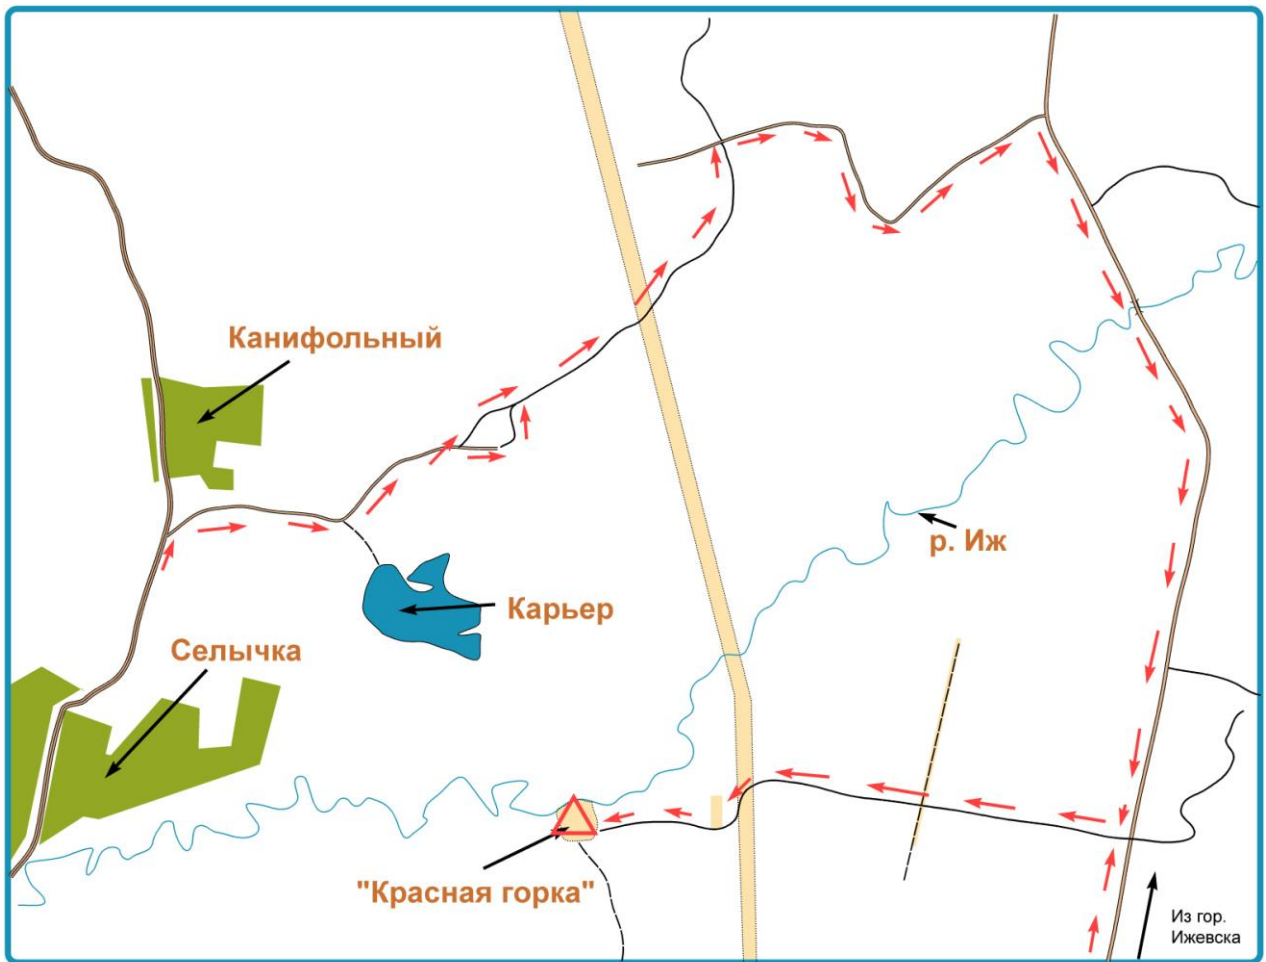 Канифольный
р. Иж
Карьер
Селычка
"Красная горка"
Из гор.
Ижевска